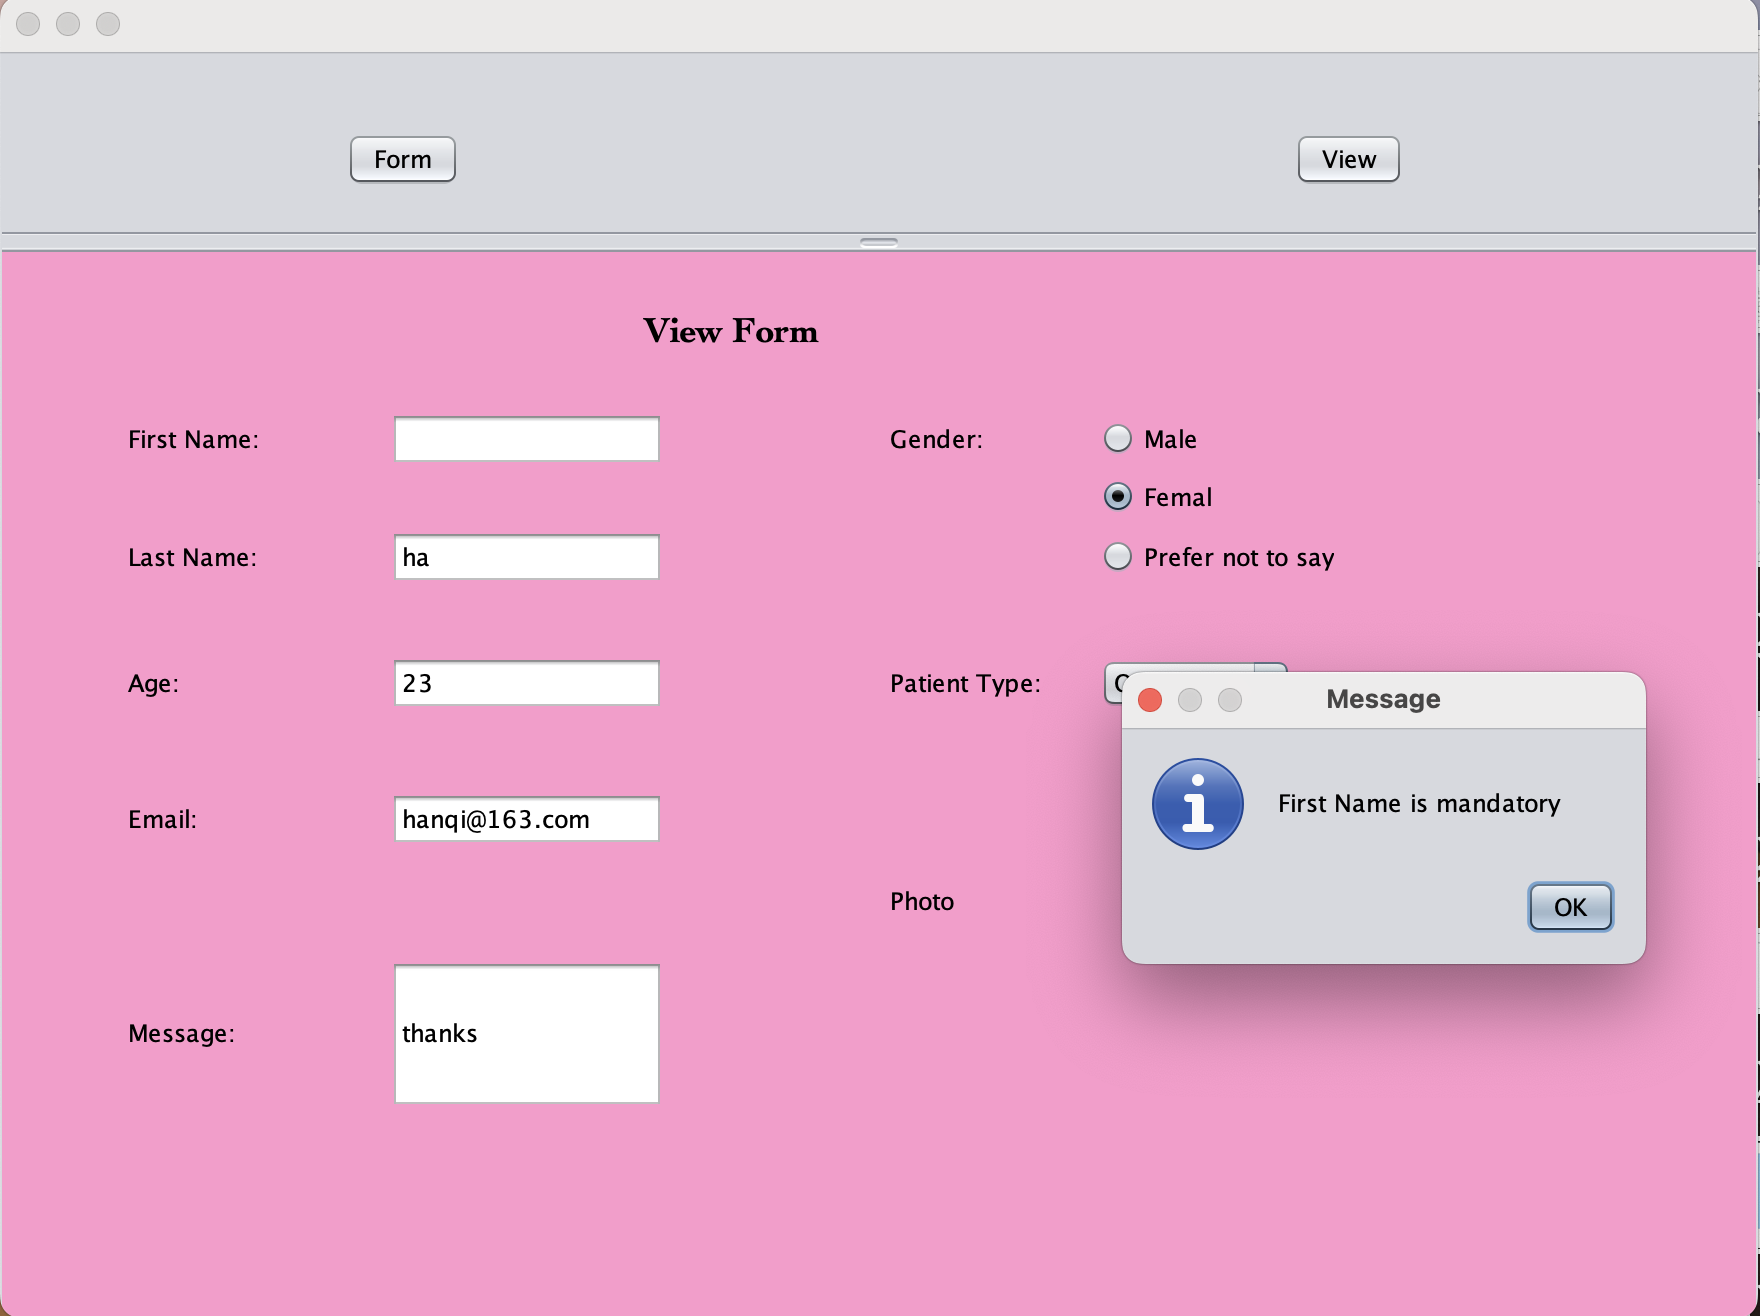 Form
View
View Form
First Name:
Gender:
Male
Femal
Last Name:
ha
Prefer not to say
Age:
23
Patient Type:
Message
First Name is mandatory
Email:
hanqi@163.com
Photo
OK
Message:
thanks